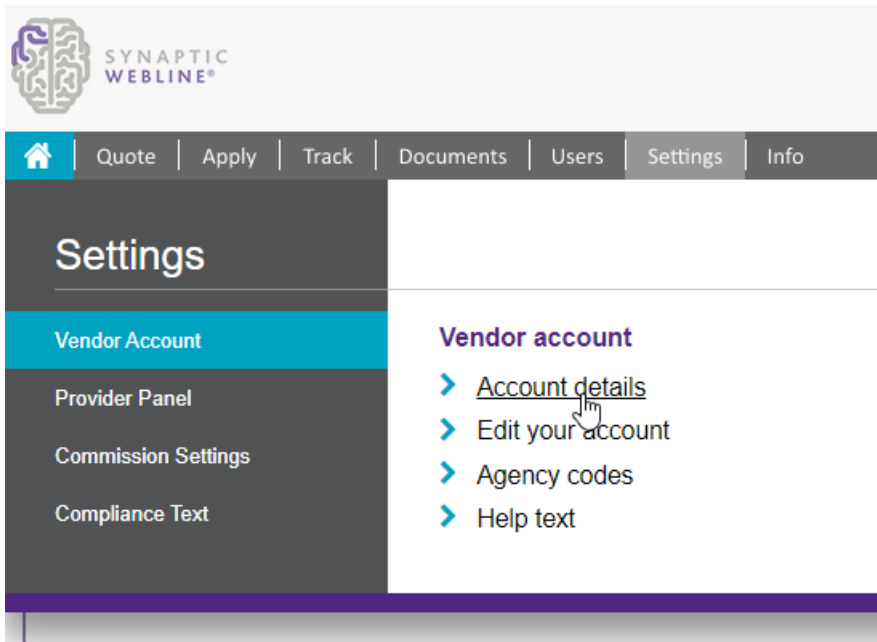 SYNAPTIC
WEBLINE®
Quote Apply Track Documents Users Settings Info
Settings
Vendor Account
Provider Panel
Commission Settings
Compliance Text
Vendor account
Account details
Edit your account
Agency codes
Help text